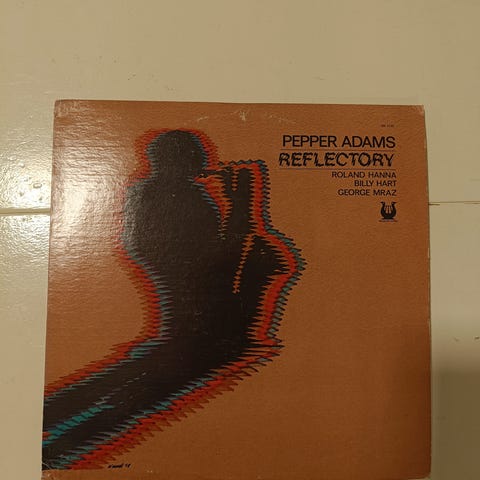 PEPPER ADAMS
REFLECTORY
ROLAND HANNA
BILLY HART
GEORGE MRAZ